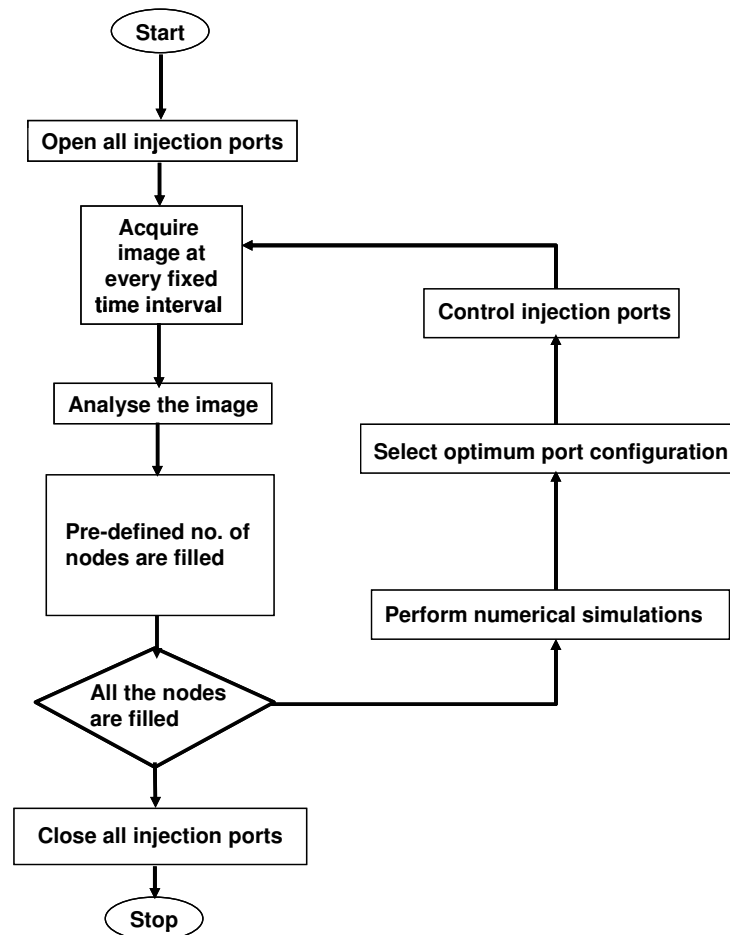 Start
Open all injection ports
Acquire
image at
every fixed
time interval
Analyse the image
Pre-defined no. of
nodes are filled
All the nodes
are filled
Close all injection ports
Stop
Control injection ports
Select optimum port configuration
Perform numerical simulations